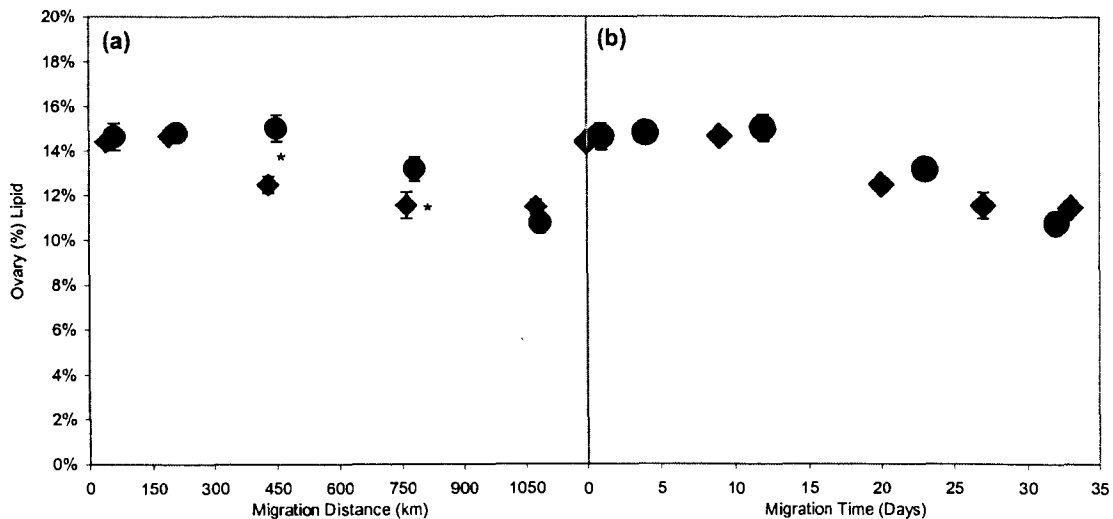 (a)
(b)
Ovary (%) Lipid
20%
18%
16%
14%
12%
10%
8%
6%
4%
2%
0%
*
*
0 150 300 450 600 750 900 1050
0 5 10 15 20 25 30 35
Migration Distance (km)
Migration Time (Days)